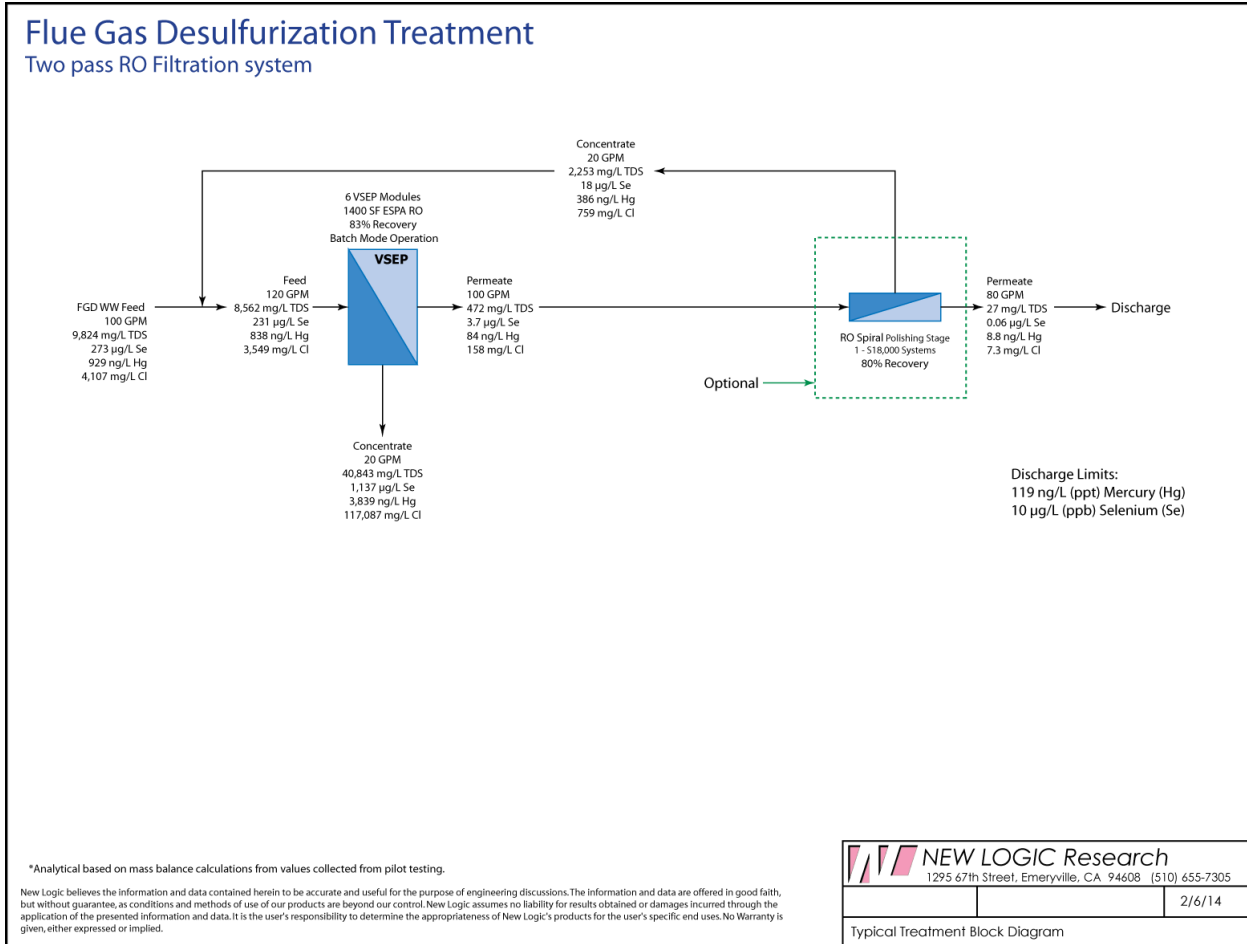 Flue Gas Desulfurization Treatment
Two pass RO Filtration system
Concentrate
20 GPM
2,253 mg/L TDS
18 µg/L Se
386 ng/L Hg
759 mg/L Cl
6 VSEP Modules
1400 SF ESPA RO
83% Recovery
Batch Mode Operation
VSEP
FGD WW Feed
100 GPM
9,824 mg/L TDS
273 µg/L Se
929 ng/L Hg
4,107 mg/L Cl
Feed
120 GPM
8,562 mg/L TDS
231 µg/L Se
838 ng/L Hg
3,549 mg/L Cl
Permeate
100 GPM
472 mg/L TDS
3.7 µg/L Se
84 ng/L Hg
158 mg/L Cl
RO Spiral Polishing Stage
1 - S18,000 Systems
80% Recovery
Permeate
80 GPM
27 mg/L TDS
0.06 µg/L Se
8.8 ng/L Hg
7.3 mg/L Cl
Discharge
Optional
Concentrate
20 GPM
40,843 mg/L TDS
1,137 µg/L Se
3,839 ng/L Hg
117,087 mg/L Cl
Discharge Limits:
119 ng/L (ppt) Mercury (Hg)
10 µg/L (ppb) Selenium (Se)
*Analytical based on mass balance calculations from values collected from pilot testing.
New Logic believes the information and data contained herein to be accurate and useful for the purpose of engineering discussions. The information and data are offered in good faith,
but without guarantee, as conditions and methods of use of our products are beyond our control. New Logic assumes no liability for results obtained or damages incurred through the
application of the presented information and data. It is the user's responsibility to determine the appropriateness of New Logic's products for the user's specific end uses. No Warranty is
given, either expressed or implied.
NEW LOGIC Research
1295 67th Street, Emeryville, CA 94608 (510) 655-7305
2/6/14
Typical Treatment Block Diagram